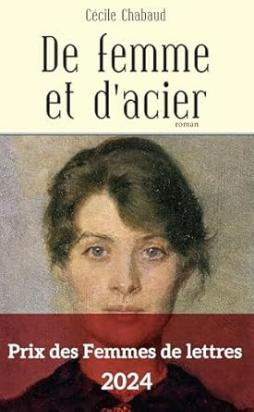 Cécile Chabaud
De femme
et d'acier
roman
Prix des Femmes de lettres
2024